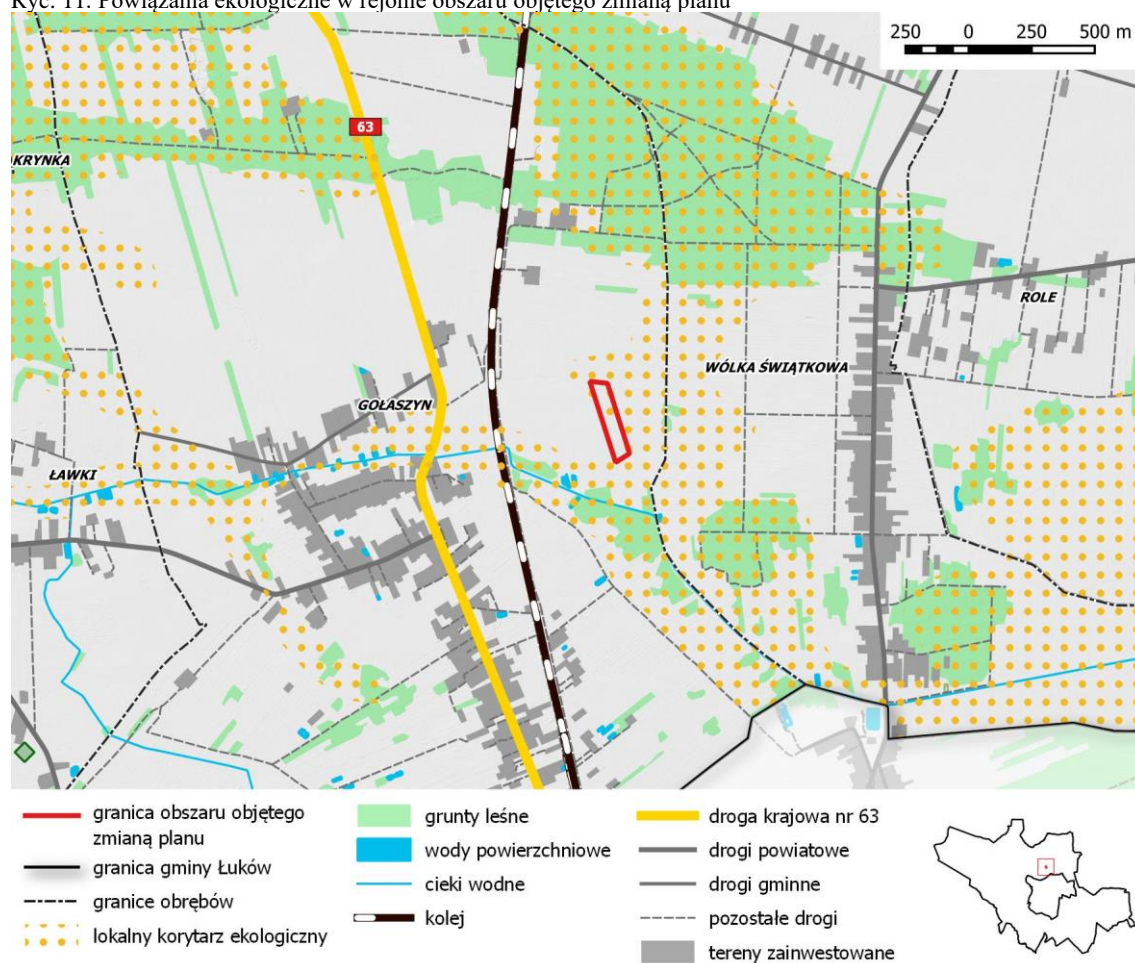 Ryc. 11. Powiązania ekologiczne w rejonie obszaru objętego zmianą planu
250 0 250 500 m
63
OKRYNKA
ROLE
WÓLKA ŚWIĄTKOWA
GOŁASZYN
ŁAWKI
granica obszaru objętego
zmianą planu
granica gminy Łuków
granice obrębów
lokalny korytarz ekologiczny
grunty leśne
wody powierzchniowe
cieki wodne
kolej
droga krajowa nr 63
drogi powiatowe
drogi gminne
pozostałe drogi
tereny zainwestowane